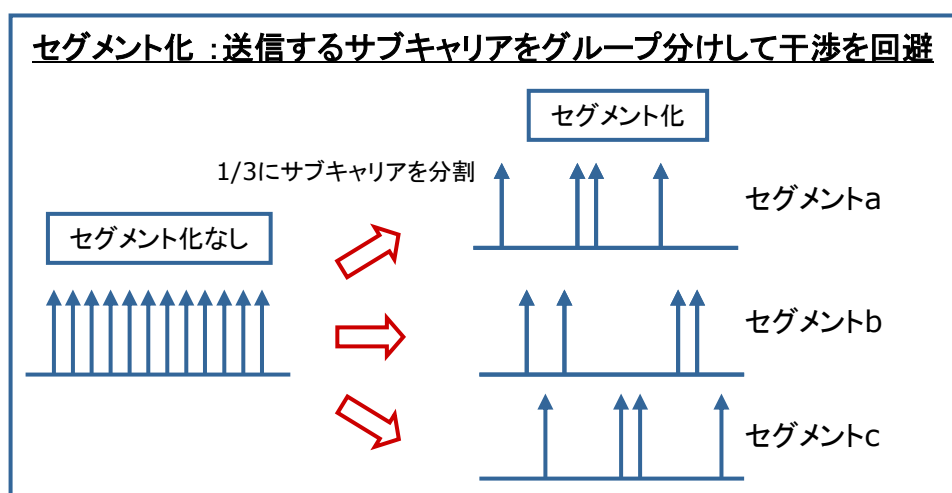 セグメント化 :送信するサブキャリアをグループ分けして干渉を回避
セグメント化
1/3にサブキャリアを分割
セグメントa
セグメント化なし
セグメントb
セグメントc